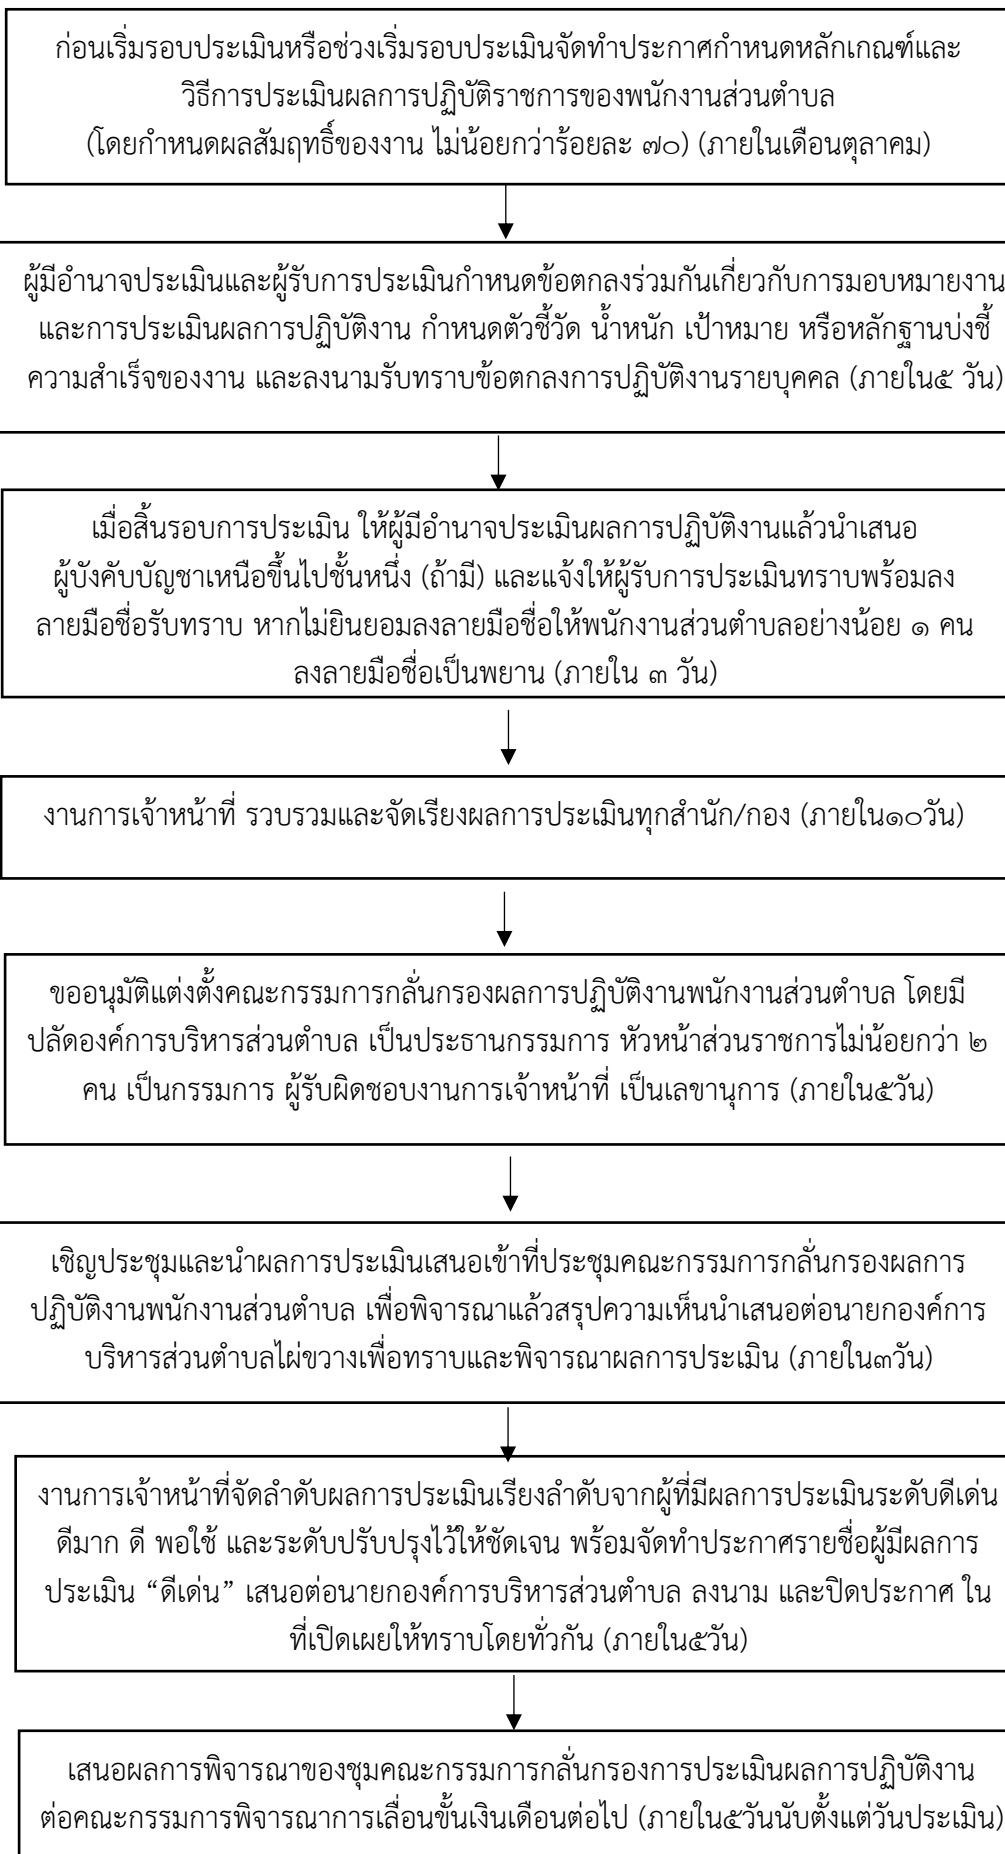 ก่อนเริ่มรอบประเมินหรือช่วงเริ่มรอบประเมินจัดทำประกาศกำหนดหลักเกณฑ์และ
วิธีการประเมินผลการปฏิบัติราชการของพนักงานส่วนตำบล
(โดยกำหนดผลสัมฤทธิ์ของงาน ไม่น้อยกว่าร้อยละ ๗๐) (ภายในเดือนตุลาคม)
ผู้มีอำนาจประเมินและผู้รับการประเมินกำหนดข้อตกลงร่วมกันเกี่ยวกับการมอบหมายงาน
และการประเมินผลการปฏิบัติงาน กำหนดตัวชี้วัด น้ำหนัก เป้าหมาย หรือหลักฐานบ่งชี้
ความสำเร็จของงาน และลงนามรับทราบข้อตกลงการปฏิบัติงานรายบุคคล (ภายใน๕ วัน)
เมื่อสิ้นรอบการประเมิน ให้ผู้มีอำนาจประเมินผลการปฏิบัติงานแล้วนำเสนอ
ผู้บังคับบัญชาเหนือขึ้นไปชั้นหนึ่ง (ถ้ามี) และแจ้งให้ผู้รับการประเมินทราบพร้อมลง
ลายมือชื่อรับทราบ หากไม่ยินยอมลงลายมือชื่อให้พนักงานส่วนตำบลอย่างน้อย ๑ คน
ลงลายมือชื่อเป็นพยาน (ภายใน ๓ วัน)
งานการเจ้าหน้าที่ รวบรวมและจัดเรียงผลการประเมินทุกสำนัก/กอง (ภายใน๑๐วัน)
ขออนุมัติแต่งตั้งคณะกรรมการกลั่นกรองผลการปฏิบัติงานพนักงานส่วนตำบล โดยมี
ปลัดองค์การบริหารส่วนตำบล เป็นประธานกรรมการ หัวหน้าส่วนราชการไม่น้อยกว่า ๒
คน เป็นกรรมการ ผู้รับผิดชอบงานการเจ้าหน้าที่ เป็นเลขานุการ (ภายใน๕วัน)
เชิญประชุมและนำผลการประเมินเสนอเข้าที่ประชุมคณะกรรมการกลั่นกรองผลการ
ปฏิบัติงานพนักงานส่วนตำบล เพื่อพิจารณาแล้วสรุปความเห็นนำเสนอต่อนายกองค์การ
บริหารส่วนตำบลไผ่ขวางเพื่อทราบและพิจารณาผลการประเมิน (ภายใน๓วัน)
งานการเจ้าหน้าที่จัดลำดับผลการประเมินเรียงลำดับจากผู้ที่มีผลการประเมินระดับดีเด่น
ดีมาก ดี พอใช้ และระดับปรับปรุงไว้ให้ชัดเจน พร้อมจัดทำประกาศรายชื่อผู้มีผลการ
ประเมิน “ดีเด่น” เสนอต่อนายกองค์การบริหารส่วนตำบล ลงนาม และปิดประกาศ ใน
ที่เปิดเผยให้ทราบโดยทั่วกัน (ภายใน๕วัน)
เสนอผลการพิจารณาของชุมคณะกรรมการกลั่นกรองการประเมินผลการปฏิบัติงาน
ต่อคณะกรรมการพิจารณาการเลื่อนขั้นเงินเดือนต่อไป (ภายใน๕วันนับตั้งแต่วันประเมิน)